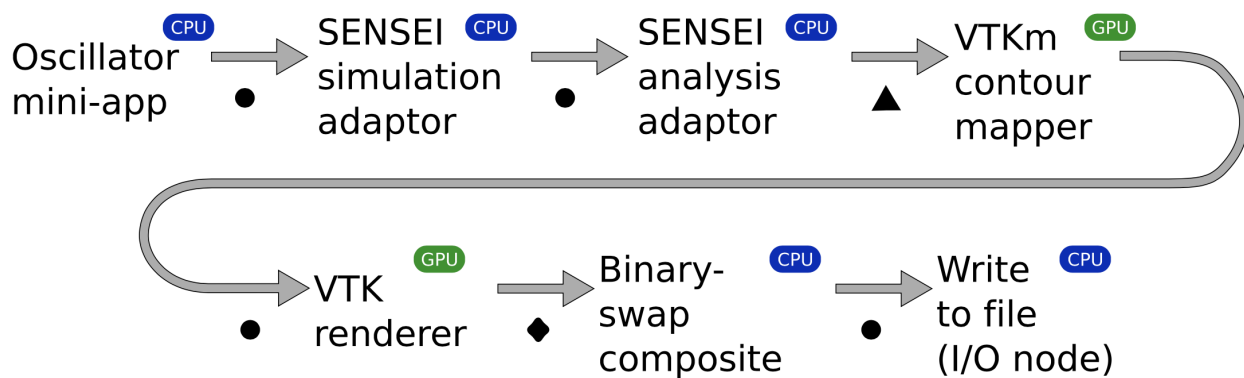 Oscillator
mini-app
CPU
SENSEI
simulation
adaptor
CPU
SENSEI
analysis
adaptor
CPU
VTKm
contour
mapper
GPU
VTK
renderer
GPU
Binary-
swap
composite
CPU
Write
to file
(I/O node)
CPU